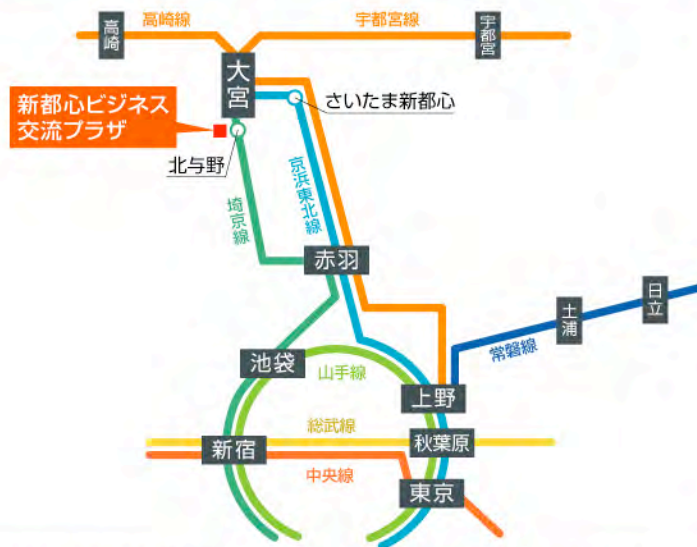 高崎線
宇都宮線
高崎
宇都宮
大宮
さいたま新都心
新都心ビジネス
交流プラザ
北与野
埼京線
京浜東北線
赤羽
日立
土浦
常磐線
池袋
山手線
上野
総武線
新宿
秋葉原
中央線
東京